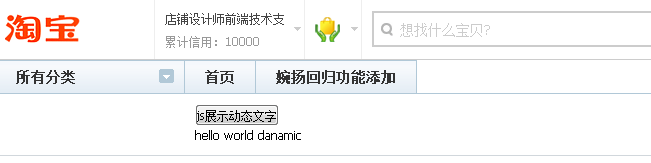 淘宝
店铺设计师前端技术支
累计信用：10000
想找什么宝贝?
所有分类
首页
婉扬回归功能添加
js展示动态文字
hello world danamic